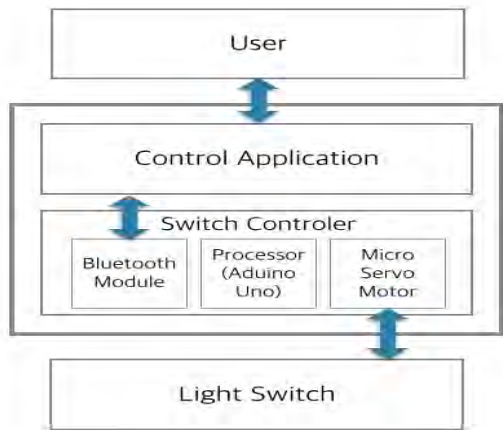 User
Control Application
Switch Controler
Bluetooth
Module
Processor
(Aduino
Uno)
Micro
Servo
Motor
Light Switch